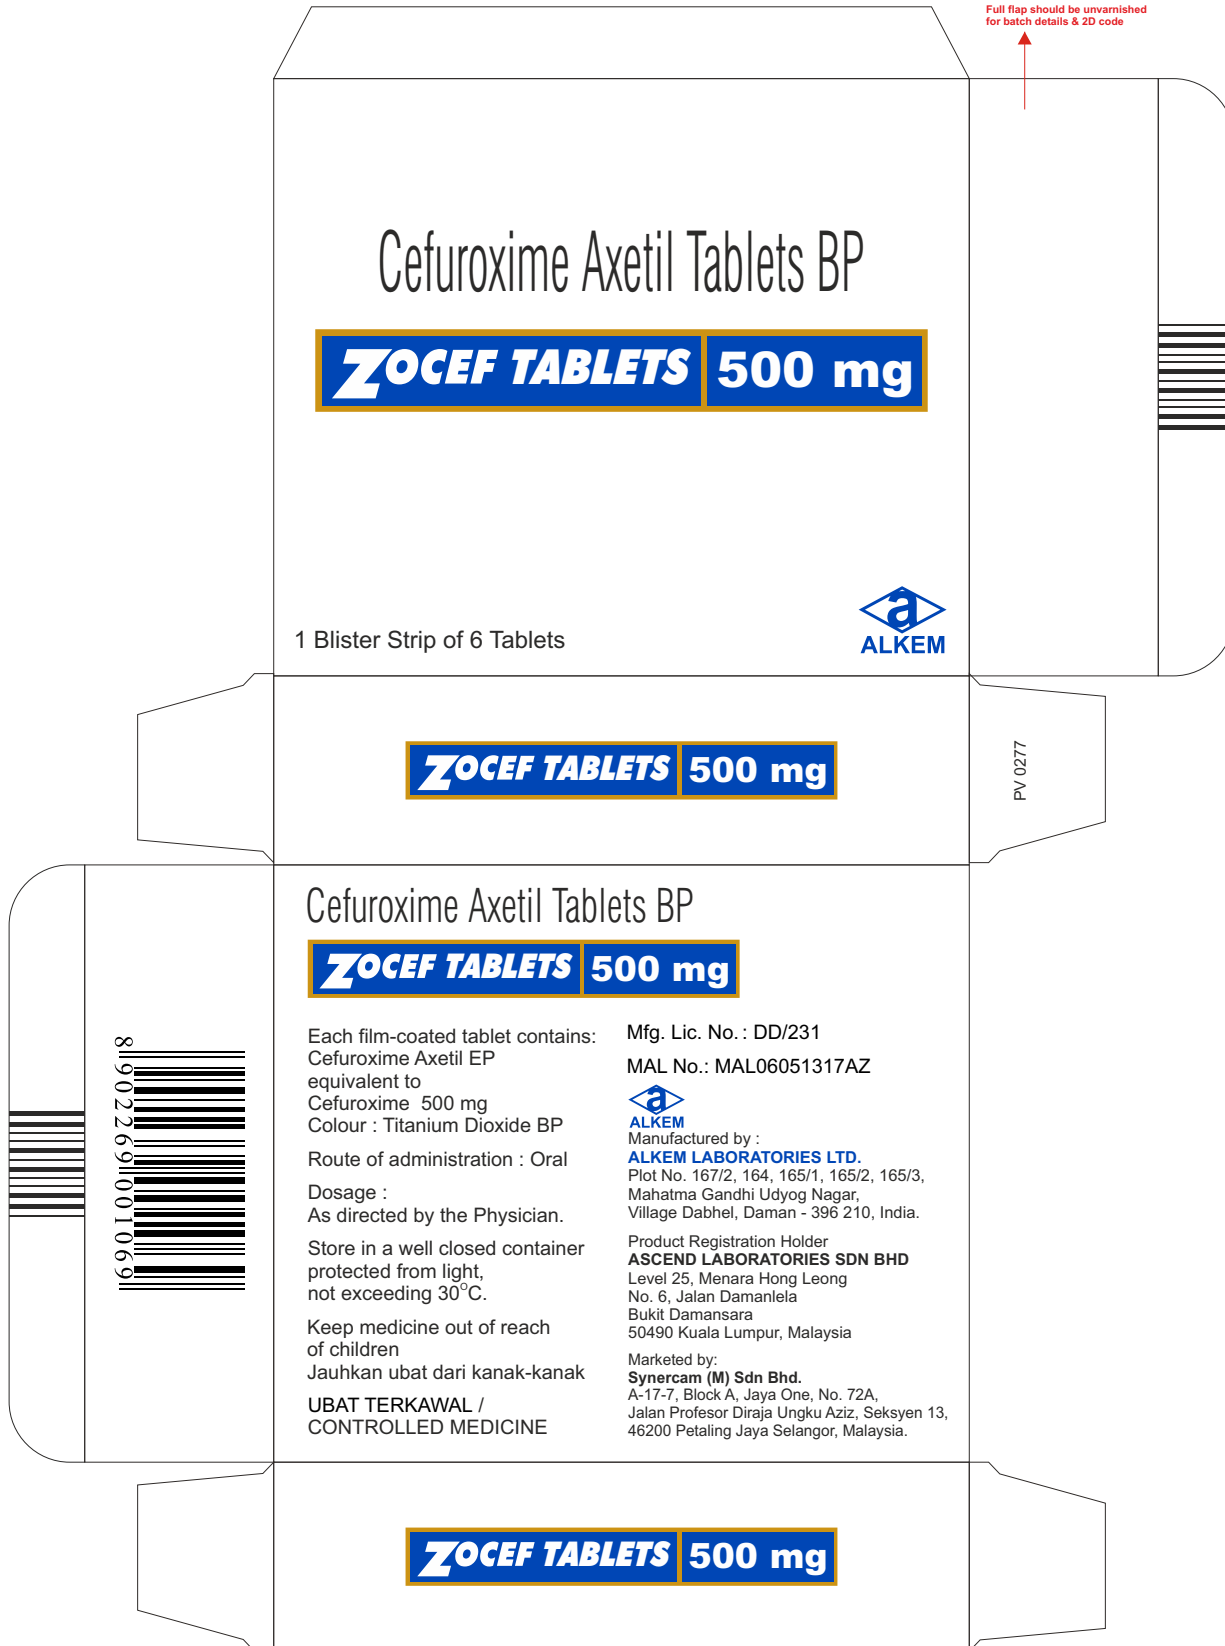 Full flap should be unvarnished
for batch details & 2D code
Cefuroxime Axetil Tablets BP
ZOCEF TABLETS 500 mg
1 Blister Strip of 6 Tablets
a
ALKEM
ZOCEF TABLETS 500 mg
PV 0277
Cefuroxime Axetil Tablets BP
ZOCEF TABLETS 500 mg
8 902269 001069
Each film-coated tablet contains:
Cefuroxime Axetil EP
equivalent to
Cefuroxime 500 mg
Colour : Titanium Dioxide BP
Route of administration : Oral
Dosage :
As directed by the Physician.
Store in a well closed container
protected from light,
not exceeding 30°C.
Keep medicine out of reach
of children
Jauhkan ubat dari kanak-kanak
UBAT TERKAWAL /
CONTROLLED MEDICINE
Mfg. Lic. No. : DD/231
MAL No.: MAL06051317AZ
a
ALKEM
Manufactured by :
ALKEM LABORATORIES LTD.
Plot No. 167/2, 164, 165/1, 165/2, 165/3,
Mahatma Gandhi Udyog Nagar,
Village Dabhel, Daman - 396 210, India.
Product Registration Holder
ASCEND LABORATORIES SDN BHD
Level 25, Menara Hong Leong
No. 6, Jalan Damanlela
Bukit Damansara
50490 Kuala Lumpur, Malaysia
Marketed by:
Synercam (M) Sdn Bhd.
A-17-7, Block A, Jaya One, No. 72A,
Jalan Profesor Diraja Ungku Aziz, Seksyen 13,
46200 Petaling Jaya Selangor, Malaysia.
ZOCEF TABLETS 500 mg